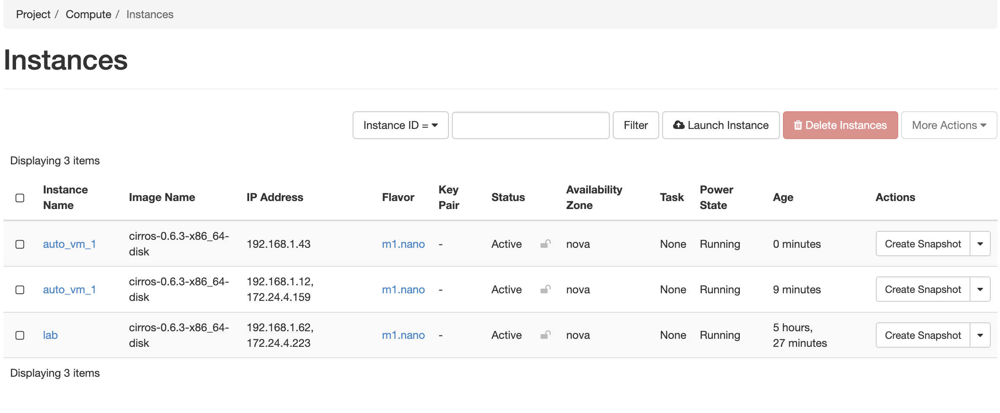 Project / Compute / Instances
Instances
Instance ID = Filter Launch Instance Delete Instances More Actions
Displaying 3 items
Instance Name Image Name IP Address Flavor Key Pair Status Availability Zone Task Power State Age Actions
auto_vm_1 cirros-0.6.3-x86_64-disk 192.168.1.43 m1.nano - Active nova None Running 0 minutes Create Snapshot
auto_vm_1 cirros-0.6.3-x86_64-disk 192.168.1.12, 172.24.4.159 m1.nano - Active nova None Running 9 minutes Create Snapshot
lab cirros-0.6.3-x86_64-disk 192.168.1.62, 172.24.4.223 m1.nano - Active nova None Running 5 hours, 27 minutes Create Snapshot
Displaying 3 items